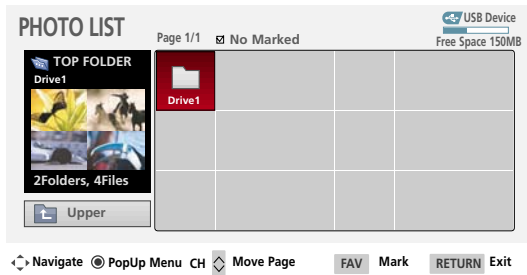 PHOTO LIST
Page 1/1 No Marked
USB Device
Free Space 150MB
TOP FOLDER
Drive1
Drive1
2Folders, 4Files
Upper
Navigate PopUp Menu CH Move Page FAV Mark RETURN Exit